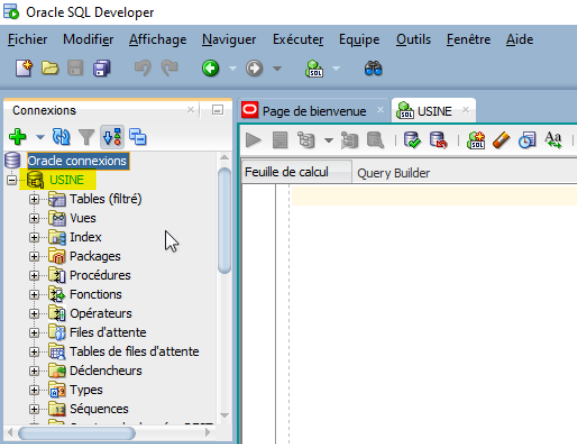 Oracle SQL Developer
Fichier Modifier Affichage Naviguer Exécuter Equipe Outils Fenêtre Aide
Connexions
Page de bienvenue
USINE
Feuille de calcul
Query Builder
Oracle connexions
USINE
Tables (filtré)
Vues
Index
Packages
Procédures
Fonctions
Opérateurs
Files d'attente
Tables de files d'attente
Déclencheurs
Types
Séquences